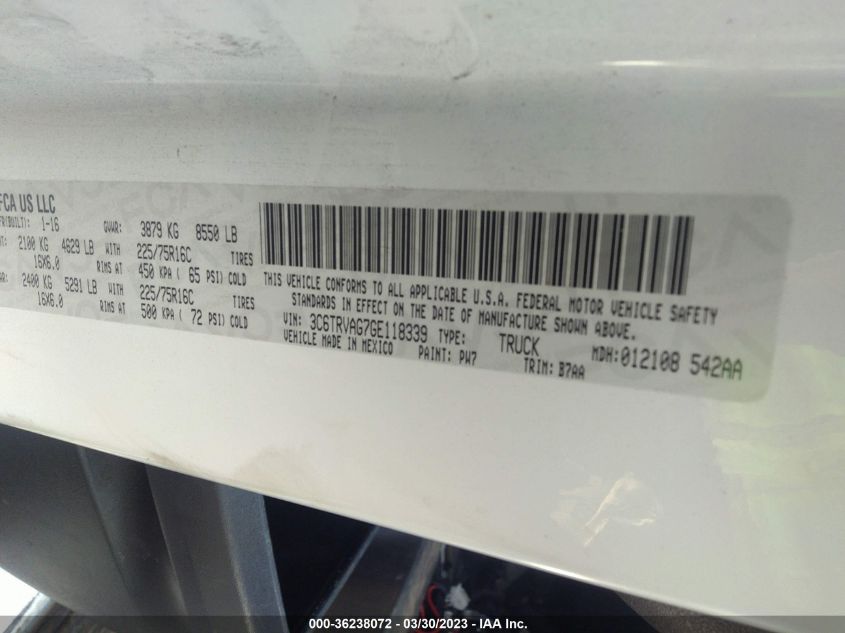 FCA US LLC
1-16 GVWR: 3879 KG 8550 LB
2100 KG 4629 LB WITH 225/75R16C TIRES
16X6.0 RIMS AT 450 KPA ( 65 PSI) COLD
2400 KG 5291 LB WITH 225/75R16C TIRES
16X6.0 RIMS AT 500 KPA ( 72 PSI) COLD
THIS VEHICLE CONFORMS TO ALL APPLICABLE U.S.A. FEDERAL MOTOR VEHICLE SAFETY
STANDARDS IN EFFECT ON THE DATE OF MANUFACTURE SHOWN ABOVE.
VIN: 3C6TRVAG7GE118339 TYPE: TRUCK MDH:012108 542AA
VEHICLE MADE IN MEXICO PAINT: PW7 TRIM: B7AA
000-36238072 - 03/30/2023 - IAA Inc.